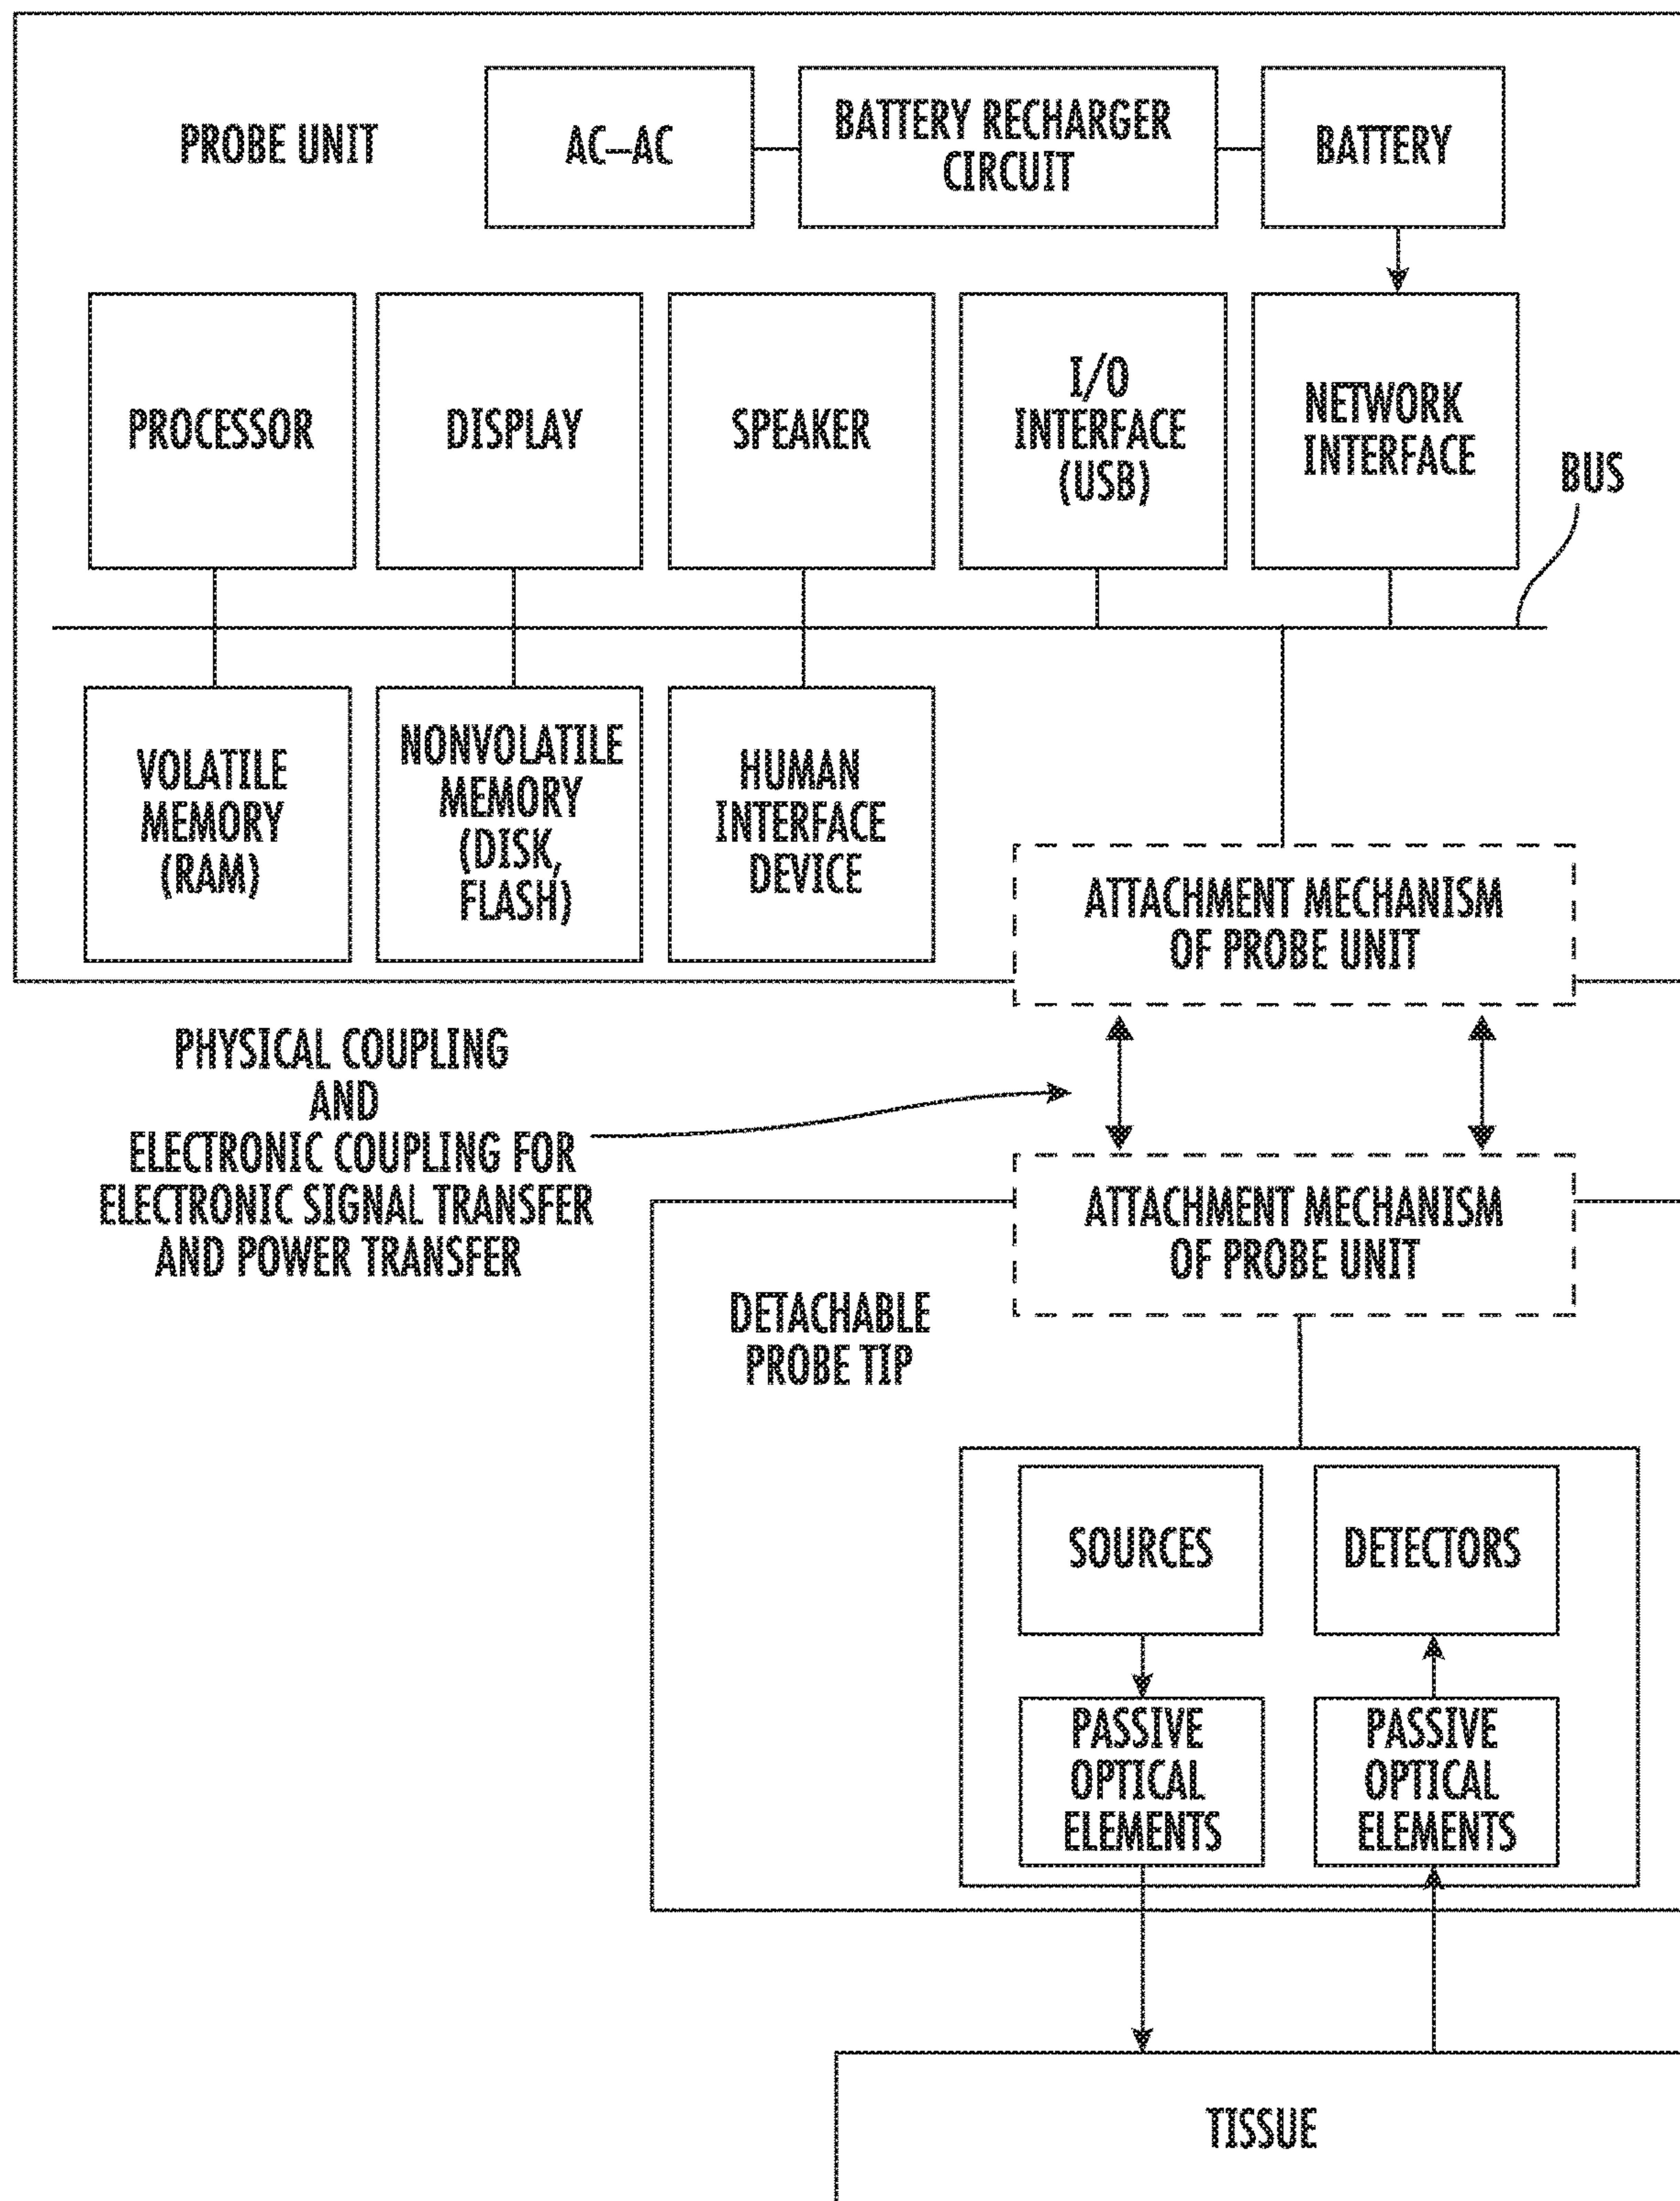 PROBE UNIT
AC–AC
BATTERY RECHARGER
CIRCUIT
BATTERY
PROCESSOR
DISPLAY
SPEAKER
I/O
INTERFACE
(USB)
NETWORK
INTERFACE
BUS
VOLATILE
MEMORY
(RAM)
NONVOLATILE
MEMORY
(DISK,
FLASH)
HUMAN
INTERFACE
DEVICE
ATTACHMENT MECHANISM
OF PROBE UNIT
PHYSICAL COUPLING
AND
ELECTRONIC COUPLING FOR
ELECTRONIC SIGNAL TRANSFER
AND POWER TRANSFER
ATTACHMENT MECHANISM
OF PROBE UNIT
DETACHABLE
PROBE TIP
SOURCES
DETECTORS
PASSIVE
OPTICAL
ELEMENTS
PASSIVE
OPTICAL
ELEMENTS
TISSUE